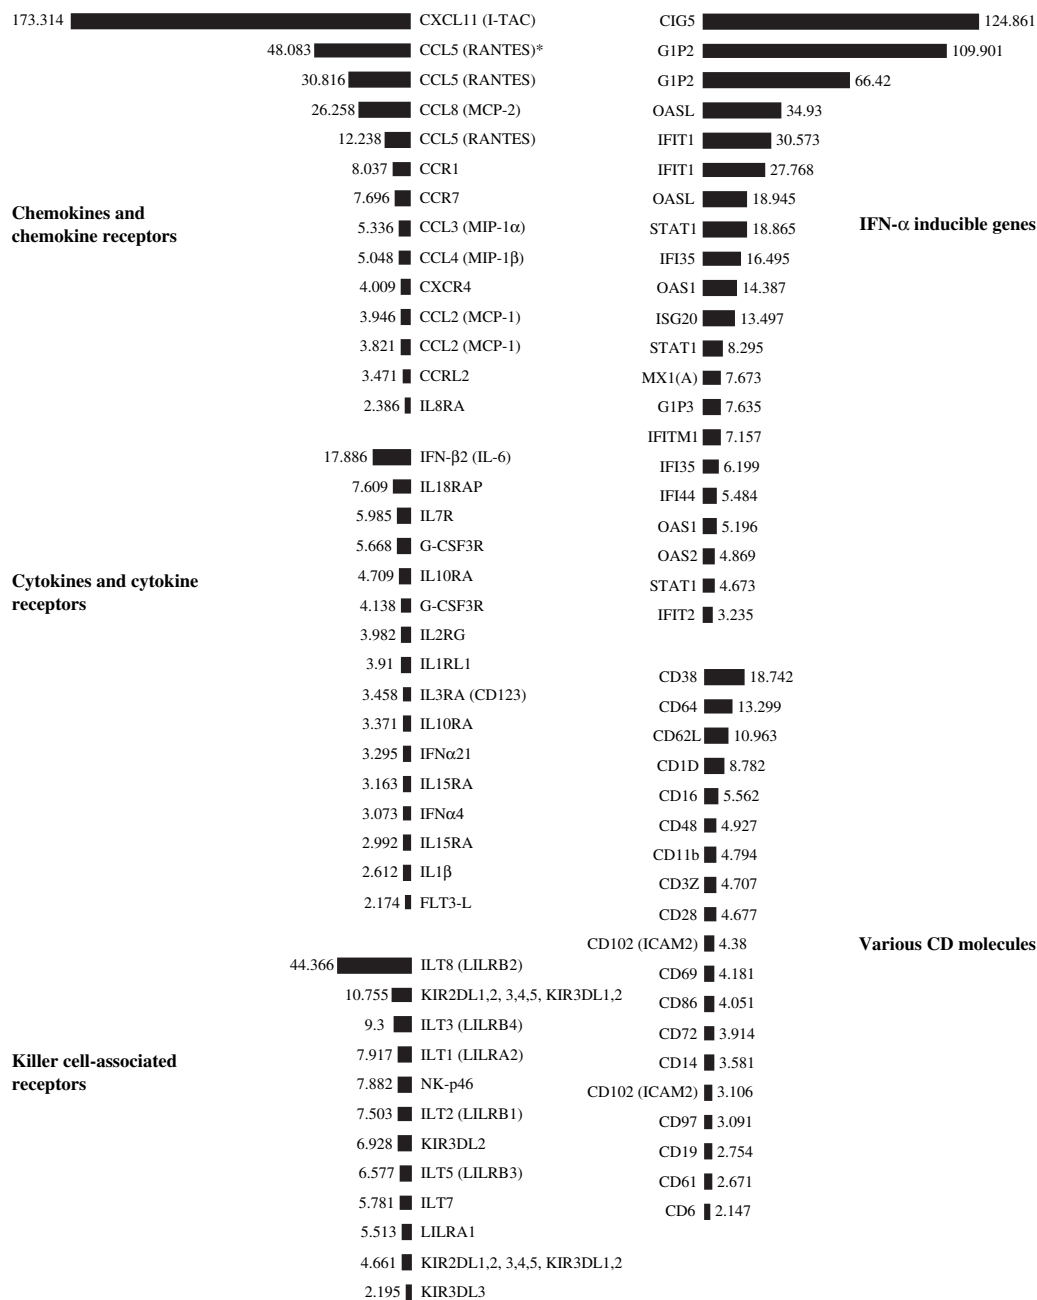 173.314 CXCL11 (I-TAC)
48.083 CCL5 (RANTES)*
30.816 CCL5 (RANTES)
26.258 CCL8 (MCP-2)
12.238 CCL5 (RANTES)
8.037 CCR1
7.696 CCR7
Chemokines and
chemokine receptors
5.336 CCL3 (MIP-1α)
5.048 CCL4 (MIP-1β)
4.009 CXCR4
3.946 CCL2 (MCP-1)
3.821 CCL2 (MCP-1)
3.471 CCRL2
2.386 IL8RA
17.886 IFN-β2 (IL-6)
7.609 IL18RAP
5.985 IL7R
5.668 G-CSF3R
Cytokines and cytokine
receptors
4.709 IL10RA
4.138 G-CSF3R
3.982 IL2RG
3.91 IL1RL1
3.458 IL3RA (CD123)
3.371 IL10RA
3.295 IFNα21
3.163 IL15RA
3.073 IFNα4
2.992 IL15RA
2.612 IL1β
2.174 FLT3-L
44.366 ILT8 (LILRB2)
10.755 KIR2DL1,2, 3,4,5, KIR3DL1,2
9.3 ILT3 (LILRB4)
Killer cell-associated
receptors
7.917 ILT1 (LILRA2)
7.882 NK-p46
7.503 ILT2 (LILRB1)
6.928 KIR3DL2
6.577 ILT5 (LILRB3)
5.781 ILT7
5.513 LILRA1
4.661 KIR2DL1,2, 3,4,5, KIR3DL1,2
2.195 KIR3DL3
CIG5 124.861
G1P2 109.901
G1P2 66.42
OASL 34.93
IFIT1 30.573
IFIT1 27.768
OASL 18.945
STAT1 18.865
IFN-α inducible genes
IFI35 16.495
OAS1 14.387
ISG20 13.497
STAT1 8.295
MX1(A) 7.673
G1P3 7.635
IFITM1 7.157
IFI35 6.199
IFI44 5.484
OAS1 5.196
OAS2 4.869
STAT1 4.673
IFIT2 3.235
CD38 18.742
CD64 13.299
CD62L 10.963
CD1D 8.782
CD16 5.562
CD48 4.927
CD11b 4.794
CD3Z 4.707
CD28 4.677
CD102 (ICAM2) 4.38
Various CD molecules
CD69 4.181
CD86 4.051
CD72 3.914
CD14 3.581
CD102 (ICAM2) 3.106
CD97 3.091
CD19 2.754
CD61 2.671
CD6 2.147